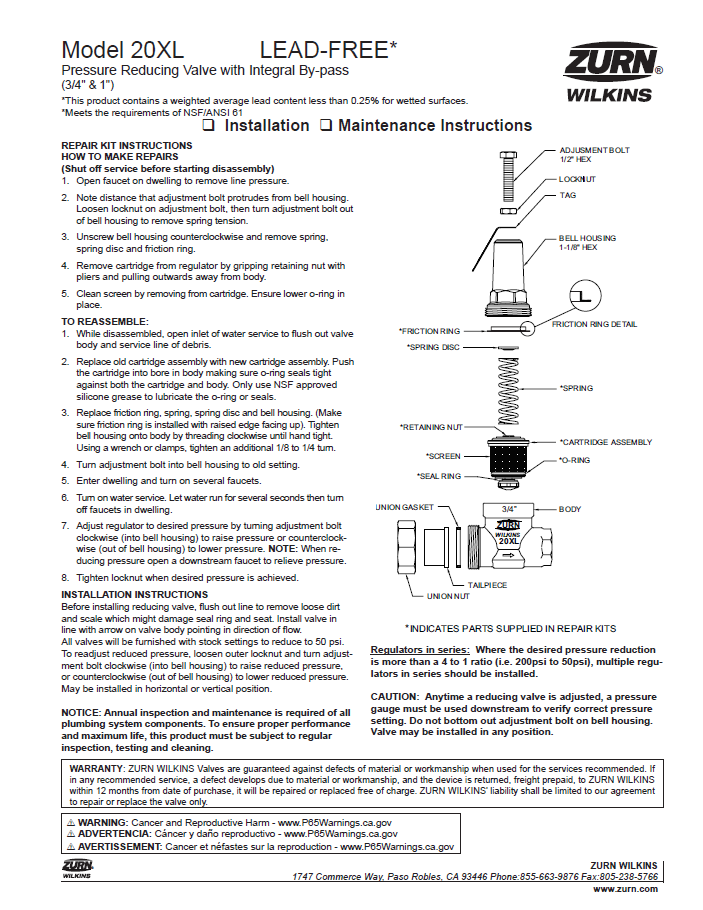 Model 20XL LEAD-FREE*
Pressure Reducing Valve with Integral By-pass
(3/4" & 1")
*This product contains a weighted average lead content less than 0.25% for wetted surfaces.
*Meets the requirements of NSF/ANSI 61
ZURN®
WILKINS
❑ Installation ❑ Maintenance Instructions
REPAIR KIT INSTRUCTIONS
HOW TO MAKE REPAIRS
(Shut off service before starting disassembly)
1. Open faucet on dwelling to remove line pressure.
2. Note distance that adjustment bolt protrudes from bell housing.
Loosen locknut on adjustment bolt, then turn adjustment bolt out
of bell housing to remove spring tension.
3. Unscrew bell housing counterclockwise and remove spring,
spring disc and friction ring.
4. Remove cartridge from regulator by gripping retaining nut with
pliers and pulling outwards away from body.
5. Clean screen by removing from cartridge. Ensure lower o-ring in
place.
TO REASSEMBLE:
1. While disassembled, open inlet of water service to flush out valve
body and service line of debris.
2. Replace old cartridge assembly with new cartridge assembly. Push
the cartridge into bore in body making sure o-ring seals tight
against both the cartridge and body. Only use NSF approved
silicone grease to lubricate the o-ring or seals.
3. Replace friction ring, spring, spring disc and bell housing. (Make
sure friction ring is installed with raised edge facing up). Tighten
bell housing onto body by threading clockwise until hand tight.
Using a wrench or clamps, tighten an additional 1/8 to 1/4 turn.
4. Turn adjustment bolt into bell housing to old setting.
5. Enter dwelling and turn on several faucets.
6. Turn on water service. Let water run for several seconds then turn
off faucets in dwelling.
7. Adjust regulator to desired pressure by turning adjustment bolt
clockwise (into bell housing) to raise pressure or counterclock-
wise (out of bell housing) to lower pressure. NOTE: When re-
ducing pressure open a downstream faucet to relieve pressure.
8. Tighten locknut when desired pressure is achieved.
INSTALLATION INSTRUCTIONS
Before installing reducing valve, flush out line to remove loose dirt
and scale which might damage seal ring and seat. Install valve in
line with arrow on valve body pointing in direction of flow.
All valves will be furnished with stock settings to reduce to 50 psi.
To readjust reduced pressure, loosen outer locknut and turn adjust-
ment bolt clockwise (into bell housing) to raise reduced pressure,
or counterclockwise (out of bell housing) to lower reduced pressure.
May be installed in horizontal or vertical position.
NOTICE: Annual inspection and maintenance is required of all
plumbing system components. To ensure proper performance
and maximum life, this product must be subject to regular
inspection, testing and cleaning.
ADJUSMENT BOLT
1/2" HEX
LOCKNUT
TAG
BELL HOUSING
1-1/8" HEX
FRICTION RING DETAIL
*FRICTION RING
*SPRING DISC
*SPRING
*RETAINING NUT
*CARTRIDGE ASSEMBLY
*SCREEN
*O-RING
*SEAL RING
UNION GASKET
3/4"
BODY
ZURN
WILKINS
20XL
TAILPIECE
UNION NUT
*INDICATES PARTS SUPPLIED IN REPAIR KITS
Regulators in series: Where the desired pressure reduction
is more than a 4 to 1 ratio (i.e. 200psi to 50psi), multiple regu-
lators in series should be installed.
CAUTION: Anytime a reducing valve is adjusted, a pressure
gauge must be used downstream to verify correct pressure
setting. Do not bottom out adjustment bolt on bell housing.
Valve may be installed in any position.
WARRANTY: ZURN WILKINS Valves are guaranteed against defects of material or workmanship when used for the services recommended. If
in any recommended service, a defect develops due to material or workmanship, and the device is returned, freight prepaid, to ZURN WILKINS
within 12 months from date of purchase, it will be repaired or replaced free of charge. ZURN WILKINS' liability shall be limited to our agreement
to repair or replace the valve only.
⚠ WARNING: Cancer and Reproductive Harm - www.P65Warnings.ca.gov
⚠ ADVERTENCIA: Cáncer y daño reproductivo - www.P65Warnings.ca.gov
⚠ AVERTISSEMENT: Cancer et néfastes sur la reproduction - www.P65Warnings.ca.gov
ZURN
WILKINS
ZURN WILKINS
1747 Commerce Way, Paso Robles, CA 93446 Phone:855-663-9876 Fax:805-238-5766
www.zurn.com